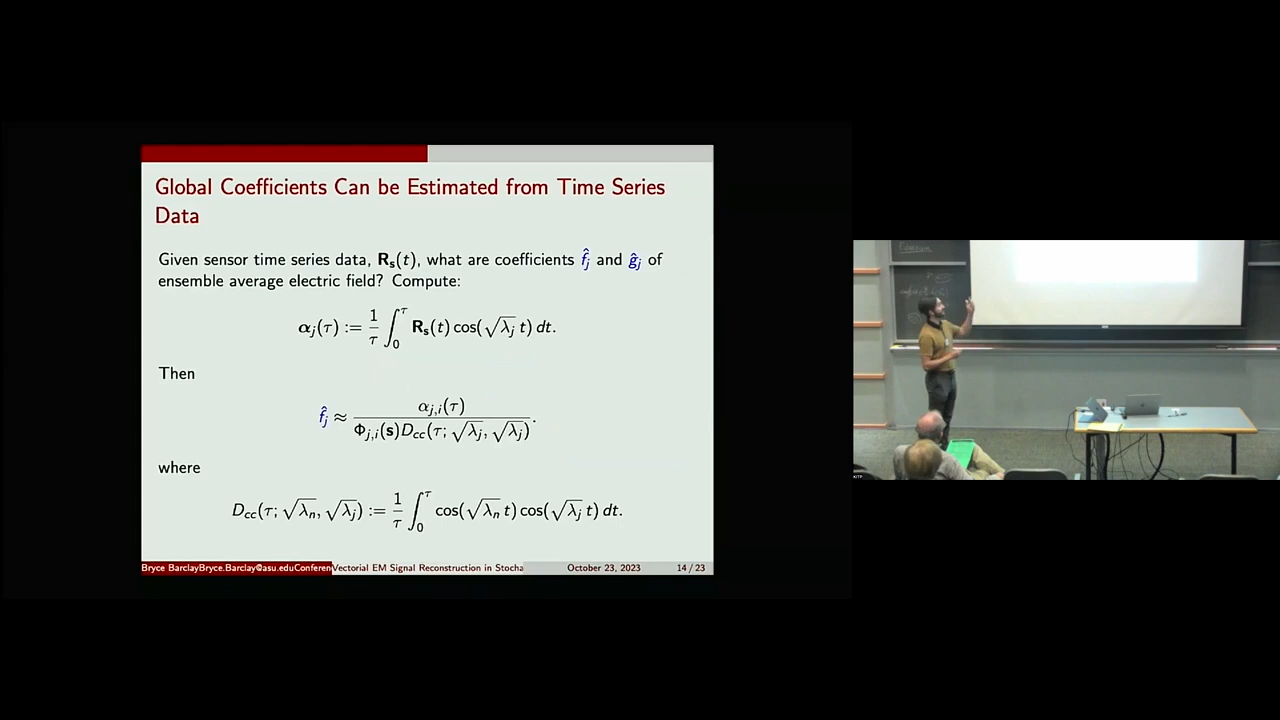 Global Coefficients Can be Estimated from Time Series
Data
Given sensor time series data, R_s(t), what are coefficients f̂_j and ĝ_j of
ensemble average electric field? Compute:
α_j(τ) := 1/τ ∫_0^τ R_s(t) cos(√λ_j t) dt.
Then
f̂_j ≈ α_{j,i}(τ) / Φ_{j,i}(s)D_cc(τ; √λ_j, √λ_j).
where
D_cc(τ; √λ_n, √λ_j) := 1/τ ∫_0^τ cos(√λ_n t) cos(√λ_j t) dt.
Bryce BarclayBryce.Barclay@asu.eduConferen Vectorial EM Signal Reconstruction in Stocha October 23, 2023 14 / 23